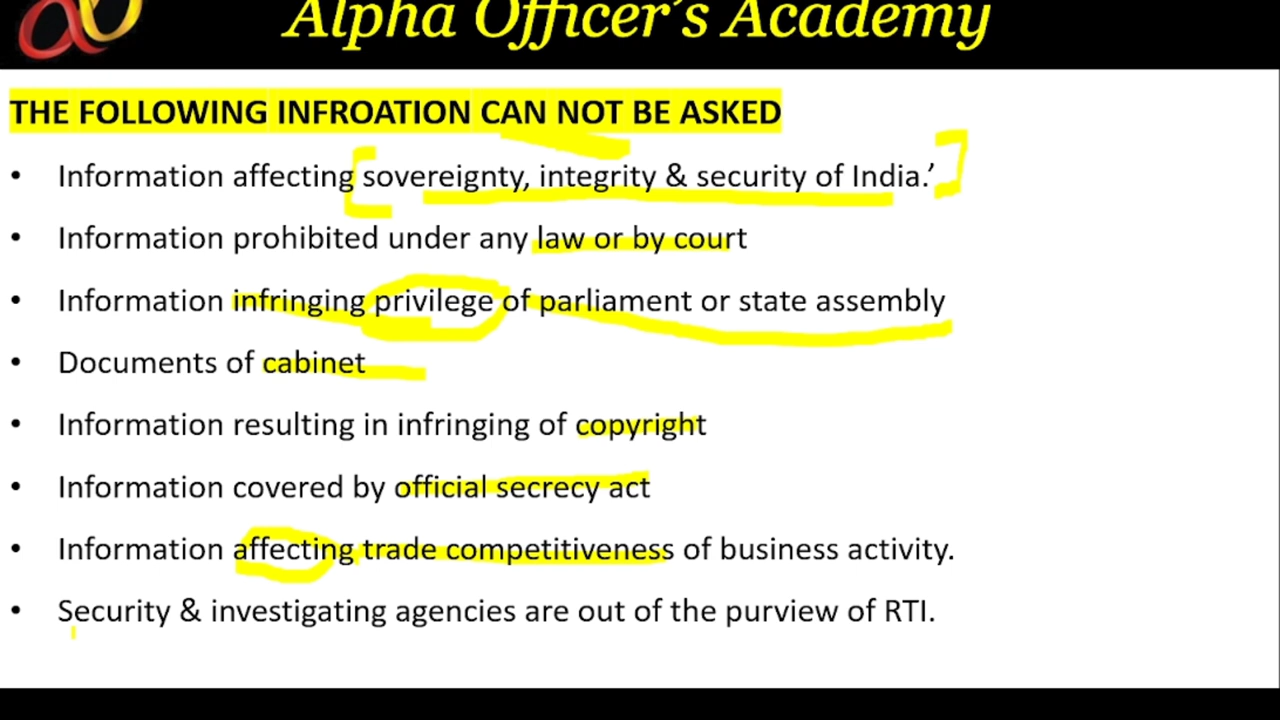 Alpha Officer's Academy
THE FOLLOWING INFROATION CAN NOT BE ASKED
• Information affecting sovereignty, integrity & security of India.’
• Information prohibited under any law or by court
• Information infringing privilege of parliament or state assembly
• Documents of cabinet
• Information resulting in infringing of copyright
• Information covered by official secrecy act
• Information affecting trade competitiveness of business activity.
• Security & investigating agencies are out of the purview of RTI.